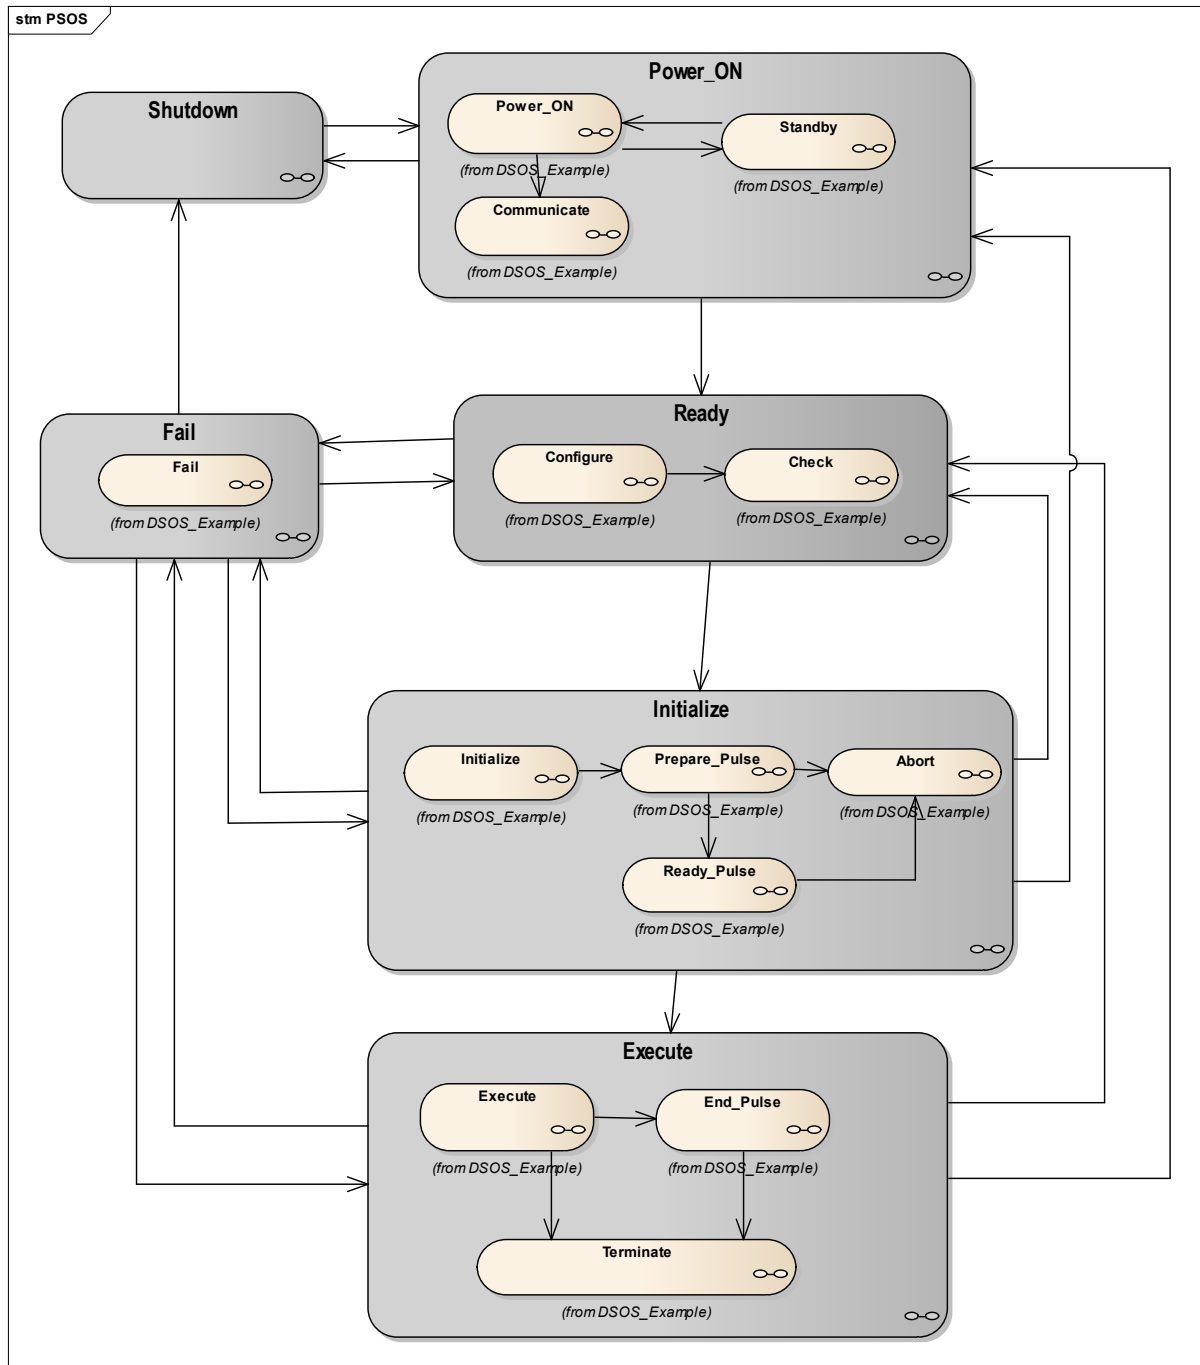 stm PSOS
Power_ON
Shutdown
Power_ON
Standby
(from DSOS_Example)
(from DSOS_Example)
Communicate
(from DSOS_Example)
Ready
Fail
Configure
Check
Fail
(from DSOS_Example)
(from DSOS_Example)
(from DSOS_Example)
Initialize
Initialize
Prepare_Pulse
Abort
(from DSOS_Example)
(from DSOS_Example)
(from DSOS_Example)
Ready_Pulse
(from DSOS_Example)
Execute
Execute
End_Pulse
(from DSOS_Example)
(from DSOS_Example)
Terminate
(from DSOS_Example)